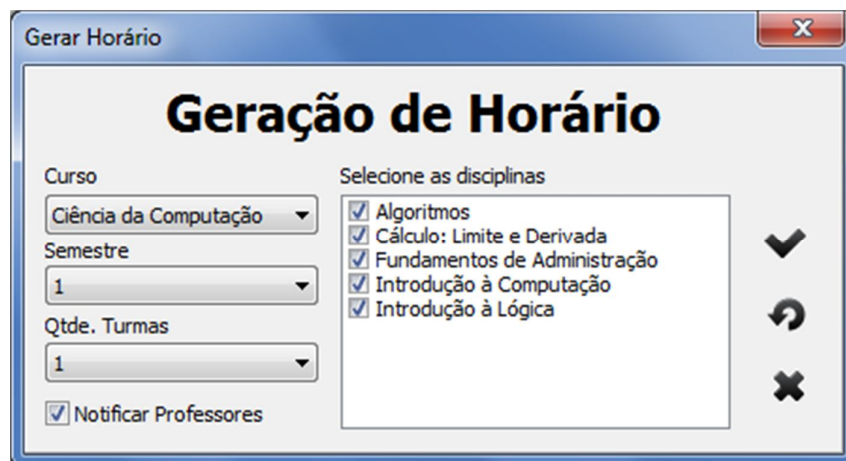 Gerar Horário
Geração de Horário
Curso
Ciência da Computação
Semestre
1
Qtde. Turmas
1
Notificar Professores
Selecione as disciplinas
Algoritmos
Cálculo: Limite e Derivada
Fundamentos de Administração
Introdução à Computação
Introdução à Lógica